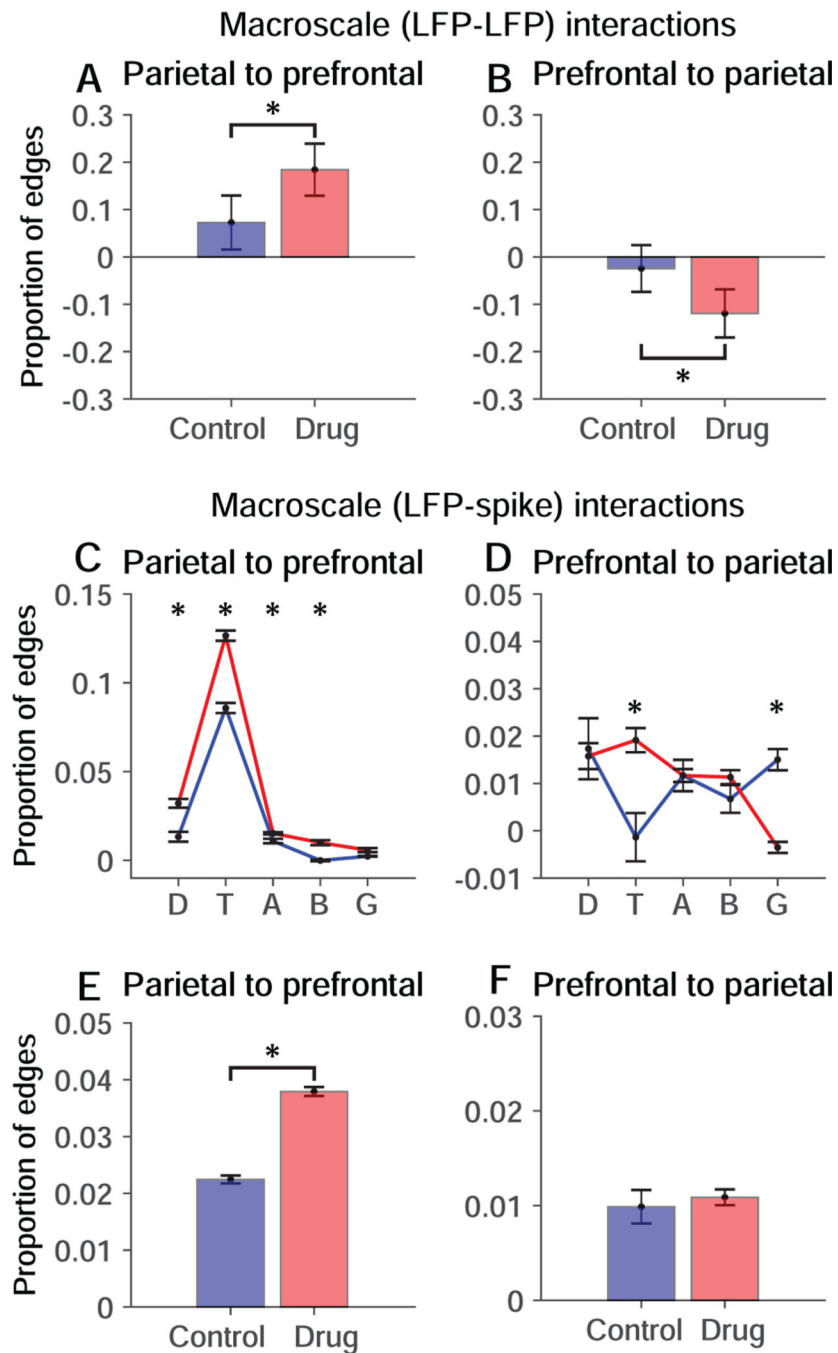 Macroscale (LFP-LFP) interactions
A Parietal to prefrontal
B Prefrontal to parietal
Proportion of edges
0.3
0.2
0.1
0
-0.1
-0.2
-0.3
*
Control Drug
0.3
0.2
0.1
0
-0.1
-0.2
-0.3
*
Control Drug
Macroscale (LFP-spike) interactions
C Parietal to prefrontal
D Prefrontal to parietal
Proportion of edges
0.15
0.1
0.05
0
* * * *
D T A B G
0.05
0.04
0.03
0.02
0.01
0
-0.01
* *
D T A B G
E Parietal to prefrontal
F Prefrontal to parietal
Proportion of edges
0.05
0.04
0.03
0.02
0.01
0
*
Control Drug
0.03
0.02
0.01
0
Control Drug